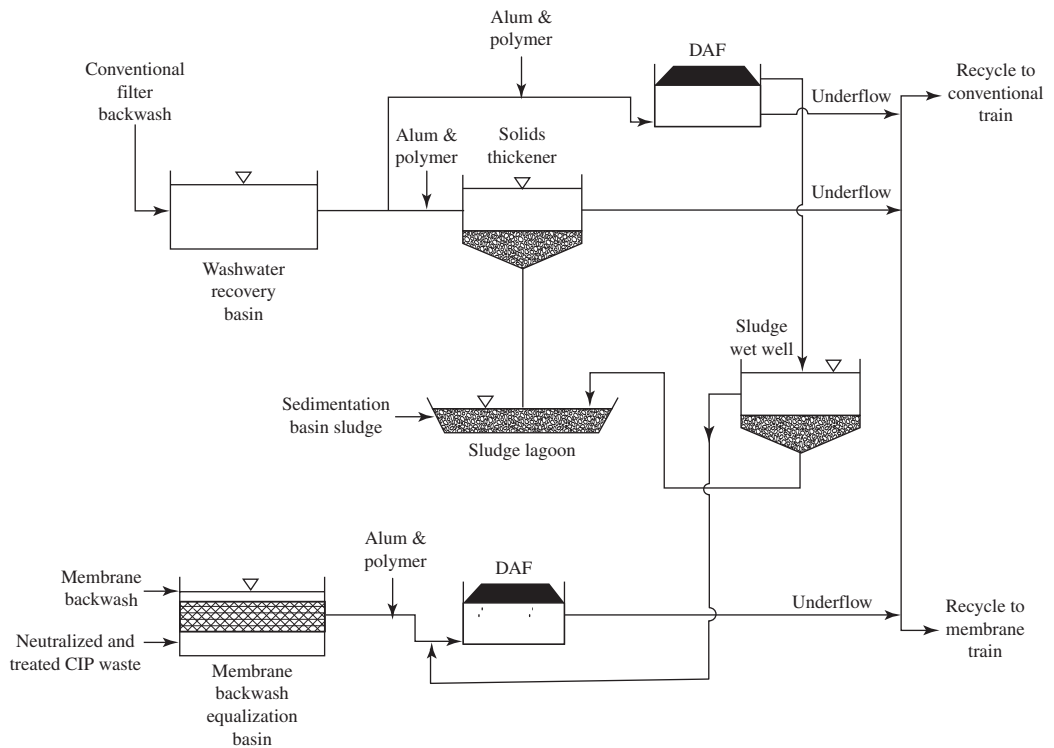 Alum &
polymer
DAF
Conventional
filter
backwash
Recycle to
conventional
train
Underflow
Alum &
polymer
Solids
thickener
Underflow
Washwater
recovery
basin
Sludge
wet well
Sedimentation
basin sludge
Sludge lagoon
Alum &
polymer
DAF
Membrane
backwash
Underflow
Recycle to
membrane
train
Neutralized and
treated CIP waste
Membrane
backwash
equalization
basin